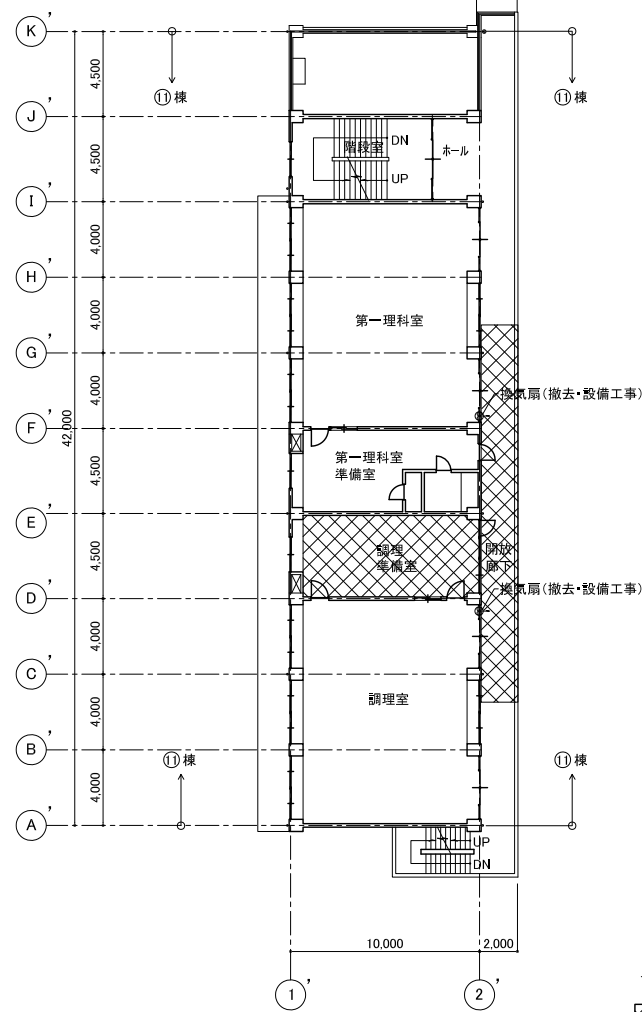 K'
⑪棟
⑪棟
4,500
J'
階段室
DN
UP
ホール
4,500
I'
4,000
H'
第一理科室
4,000
G'
4,000
換気扇(撤去・設備工事)
F'
42,000
第一理科室
準備室
4,500
E'
調理
準備室
開放
廊下
4,500
換気扇(撤去・設備工事)
D'
4,000
C'
調理室
4,000
B'
⑪棟
⑪棟
4,000
A'
UP
DN
10,000
2,000
1'
2'